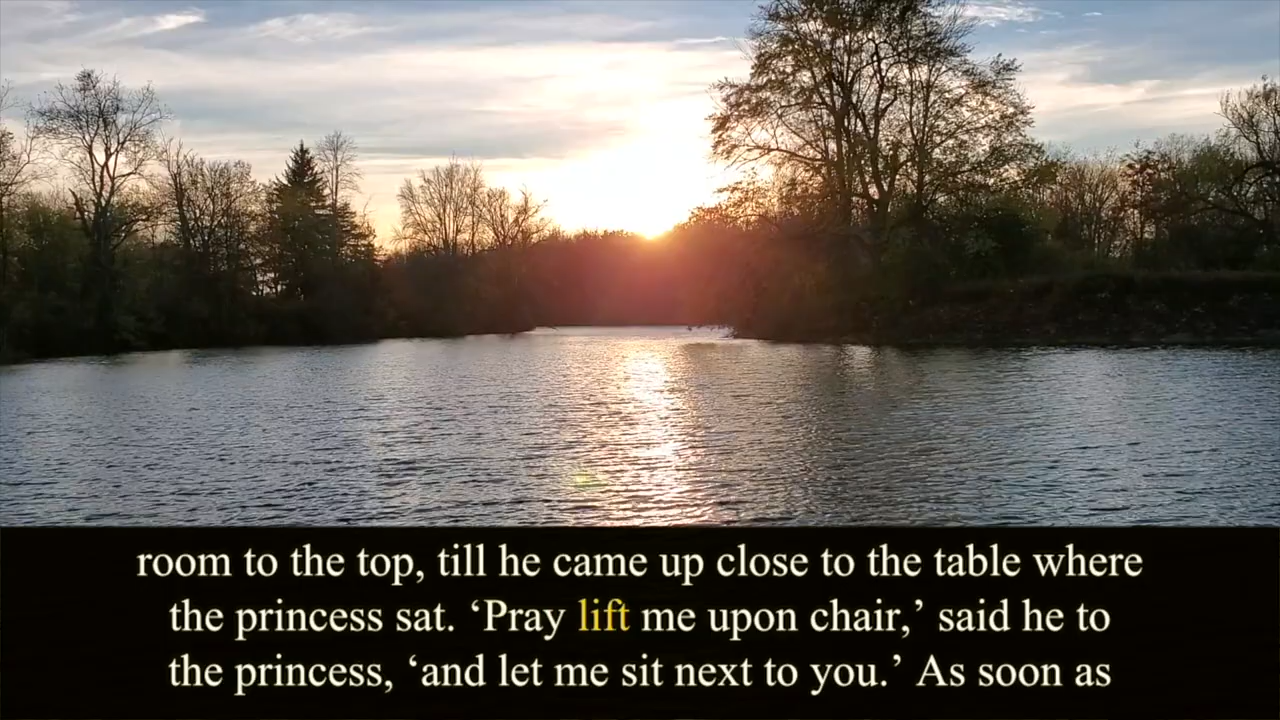 room to the top, till he came up close to the table where
the princess sat. ‘Pray lift me upon chair,’ said he to
the princess, ‘and let me sit next to you.’ As soon as